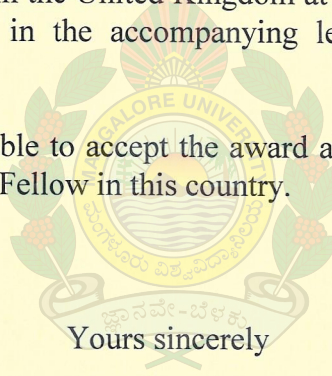 in the United Kingdom at
in the accompanying le
ble to accept the award a
Fellow in this country.
MANGALORE UNIVERSITY
ಮಂಗಳೂರು ವಿಶ್ವವಿದ್ಯಾನಿಲಯ
ಜ್ಞಾನವೇ-ಬೆಳಕು
Yours sincerely